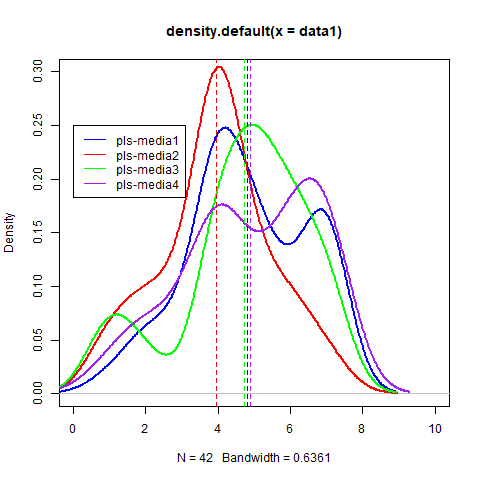 density.default(x = data1)
Density
0.00
0.05
0.10
0.15
0.20
0.25
0.30
pls-media1
pls-media2
pls-media3
pls-media4
0 2 4 6 8 10
N = 42 Bandwidth = 0.6361